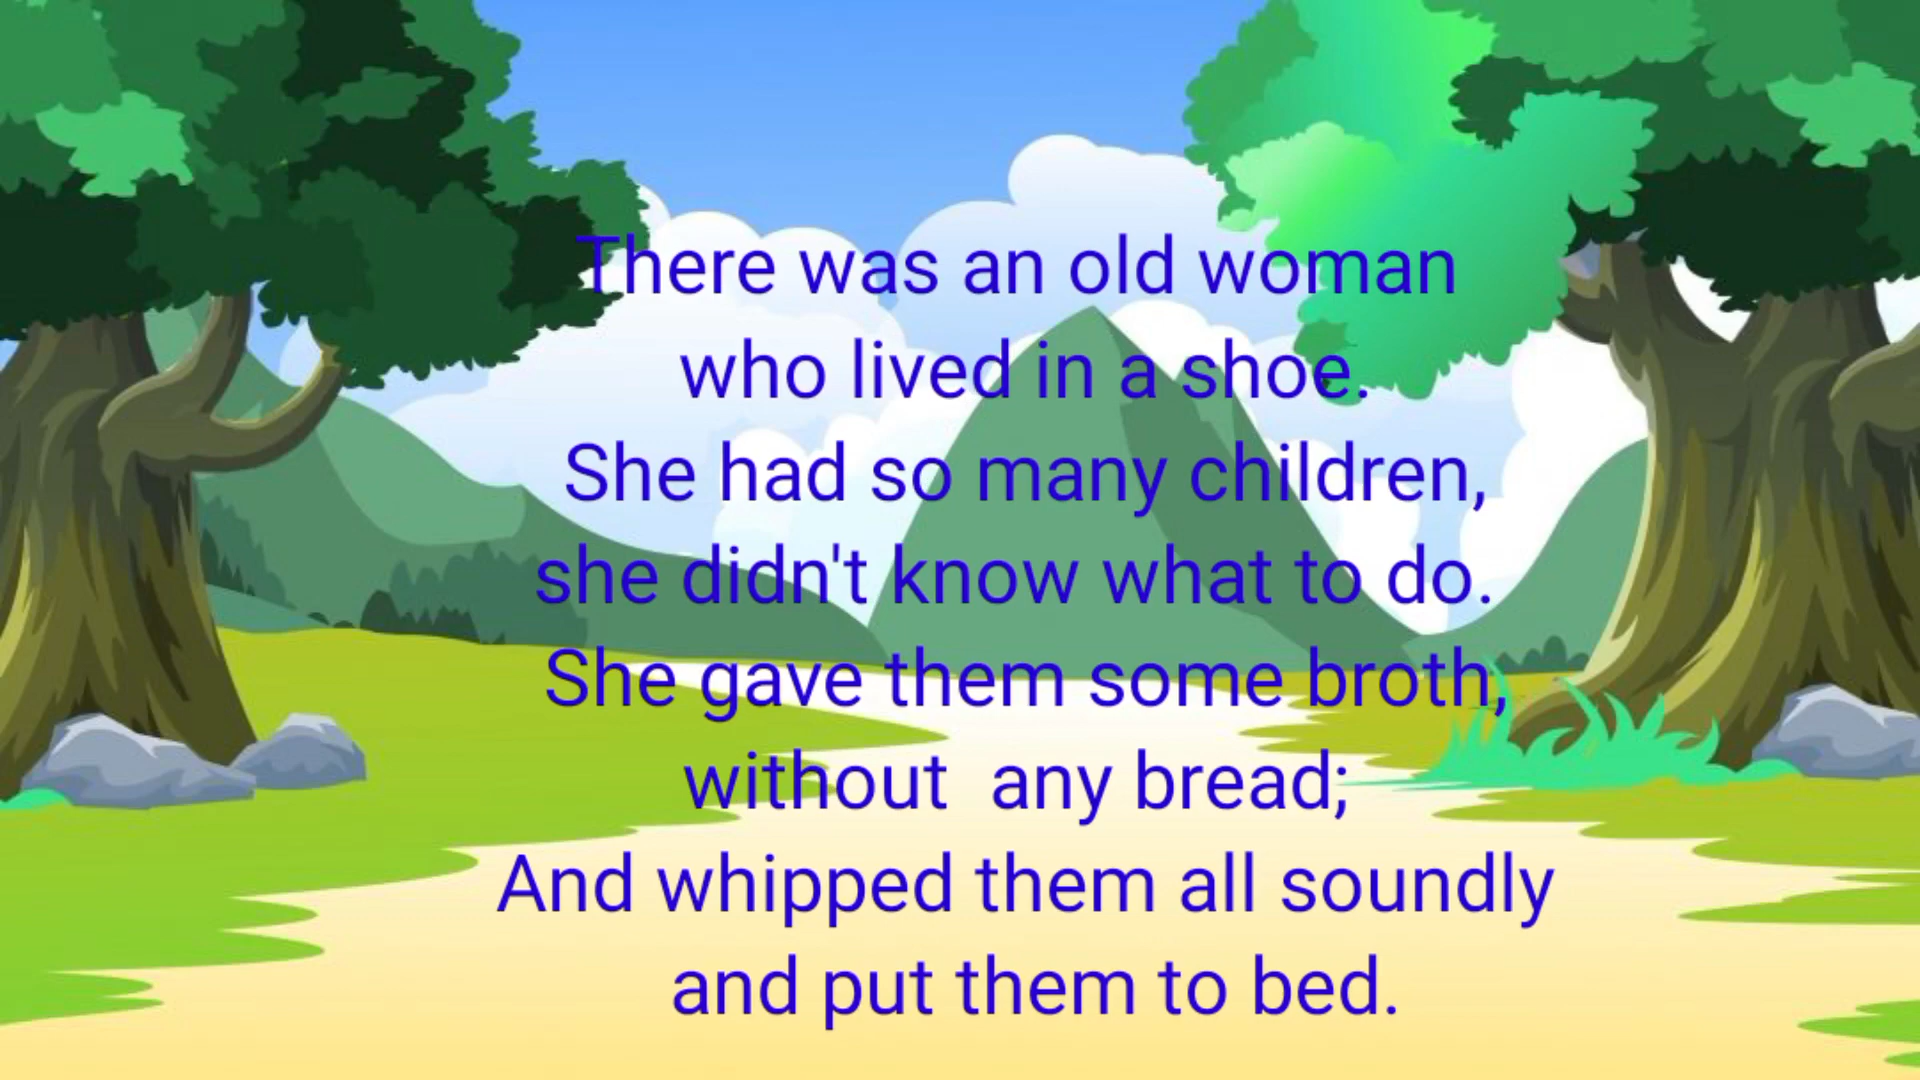 There was an old woman
who lived in a shoe.
She had so many children,
she didn't know what to do.
She gave them some broth,
without  any bread;
And whipped them all soundly
and put them to bed.